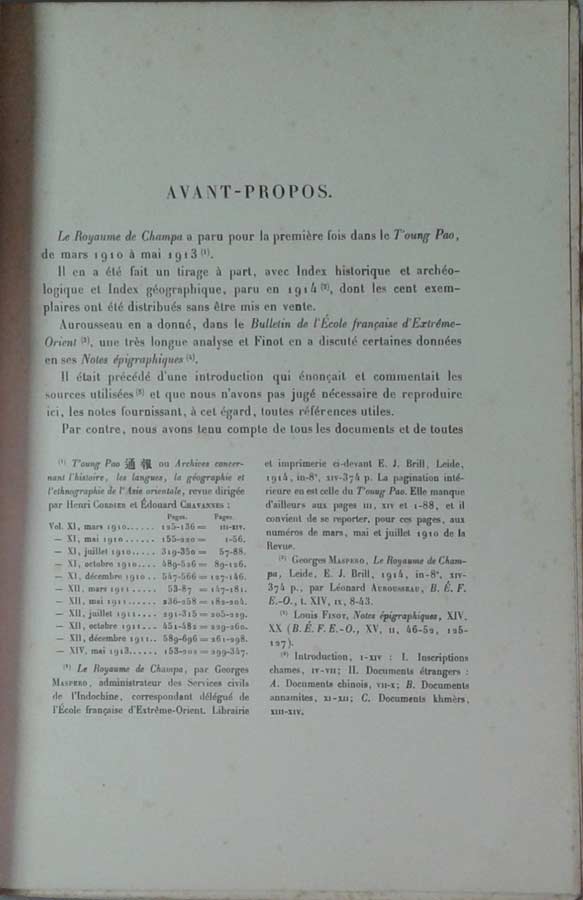 AVANT-PROPOS.
Le Royaume de Champa a paru pour la première fois dans le T'oung Pao,
de mars 1910 à mai 1913 (1).
Il en a été fait un tirage à part, avec Index historique et archéo-
logique et Index géographique, paru en 1914 (2), dont les cent exem-
plaires ont été distribués sans être mis en vente.
Aurousseau en a donné, dans le Bulletin de l'École française d'Extrême-
Orient (3), une très longue analyse et Finot en a discuté certaines données
en ses Notes épigraphiques (4).
Il était précédé d'une introduction qui énonçait et commentait les
sources utilisées (5) et que nous n'avons pas jugé nécessaire de reproduire
ici, les notes fournissant, à cet égard, toutes références utiles.
Par contre, nous avons tenu compte de tous les documents et de toutes
(1) T'oung Pao 通報 ou Archives concer-
nant l'histoire, les langues, la géographie et
l'ethnographie de l'Asie orientale, revue dirigée
par Henri CORDIER et Édouard CHAVANNES :
Pages. Pages.
Vol. XI, mars 1910...... 125-136 = III-XIV.
— XI, mai 1910...... 155-220 = 1-56.
— XI, juillet 1910.... 319-350 = 57-88.
— XI, octobre 1910.... 489-526 = 89-126.
— XI, décembre 1910.. 547-566 = 127-146.
— XII, mars 1911...... 53-87 = 147-181.
— XII, mai 1911...... 236-258 = 182-204.
— XII, juillet 1911.... 291-315 = 205-229.
— XII, octobre 1911... 451-482 = 229-260.
— XII, décembre 1911.. 589-696 = 261-298.
— XIV, mai 1913..... 153-202 = 299-347.
(2) Le Royaume de Champa, par Georges
MASPERO, administrateur des Services civils
de l'Indochine, correspondant délégué de
l'École française d'Extrême-Orient. Librairie
et imprimerie ci-devant E. J. Brill, Leide,
1914, in-8°, XIV-374 p. La pagination inté-
rieure en est celle du T'oung Pao. Elle manque
d'ailleurs aux pages III, XIV et 1-88, et il
convient de se reporter, pour ces pages, aux
numéros de mars, mai et juillet 1910 de la
Revue.
(3) Georges MASPERO, Le Royaume de Cham-
pa, Leide, E. J. Brill, 1914, in-8°, XIV-
374 p., par Léonard AUROUSSEAU, B. É. F.
E.-O., t. XIV, IX, 8-43.
(4) Louis FINOT, Notes épigraphiques, XIV,
XX (B. É. F. E.-O., XV, II, 46-52, 126-
127).
(5) Introduction, I-XIV : I. Inscriptions
chames, IV-VII; II. Documents étrangers :
A. Documents chinois, VII-X; B. Documents
annamites, XI-XII; C. Documents khmèrs,
XIII-XIV.